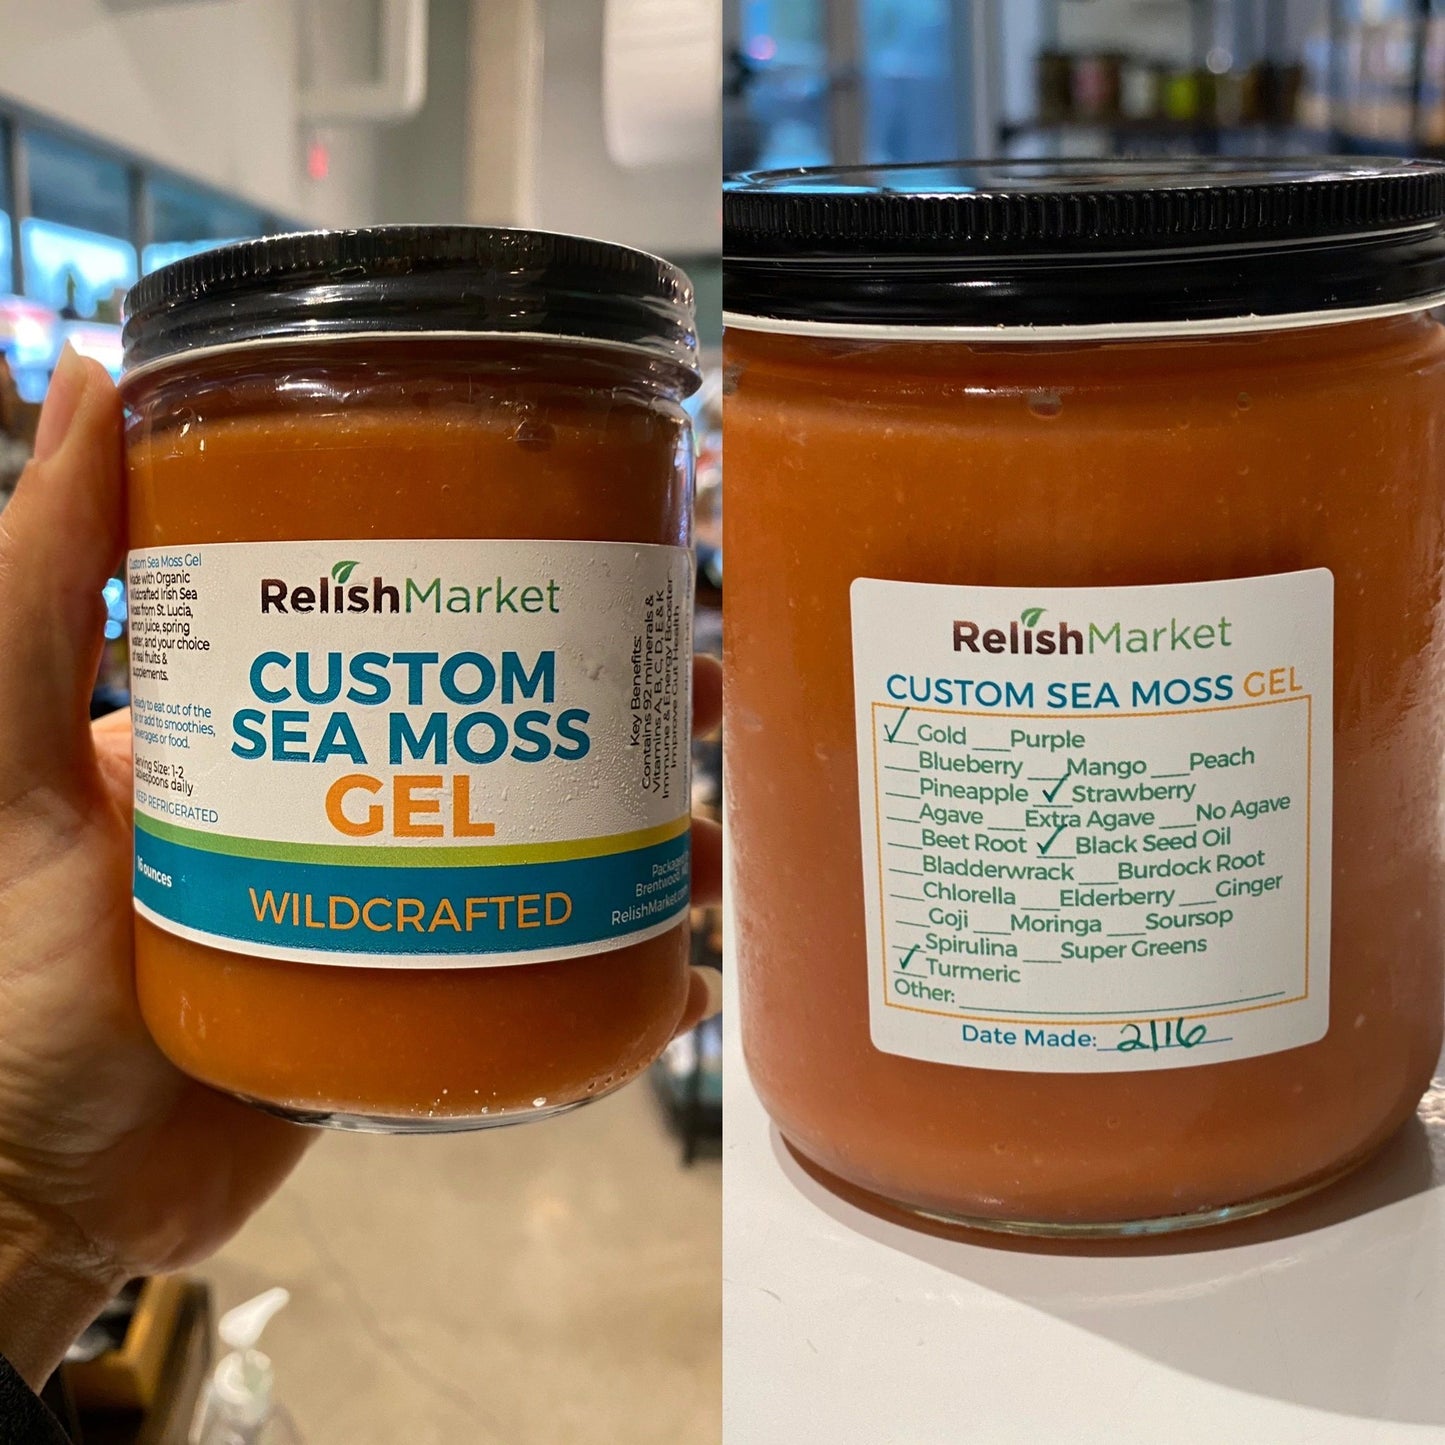 Custom Sea Moss Gel
Made with Organic
Wildcrafted Irish Sea
Moss from St. Lucia,
lemon juice, spring
water, and your choice
of real fruits &
supplements.
Ready to eat out of the
jar or add to smoothies,
beverages or food.
Serving Size: 1-2
tablespoons daily
KEEP REFRIGERATED
16 ounces
RelishMarket
CUSTOM
SEA MOSS
GEL
WILDCRAFTED
Key Benefits:
Contains 92 minerals &
Vitamins A, B, C, D, E & K
Immune & Energy Booster
Improve Gut Health
Package
Brentwood,
RelishMarket.com
RelishMarket
CUSTOM SEA MOSS GEL
✓ Gold ___Purple
___Blueberry ___Mango ___Peach
___Pineapple ✓ Strawberry
___Agave ___Extra Agave ___No Agave
___Beet Root ✓ Black Seed Oil
___Bladderwrack ___Burdock Root
___Chlorella ___Elderberry ___Ginger
___Goji ___Moringa ___Soursop
___Spirulina ___Super Greens
✓ Turmeric
Other: ___
Date Made: 2/16